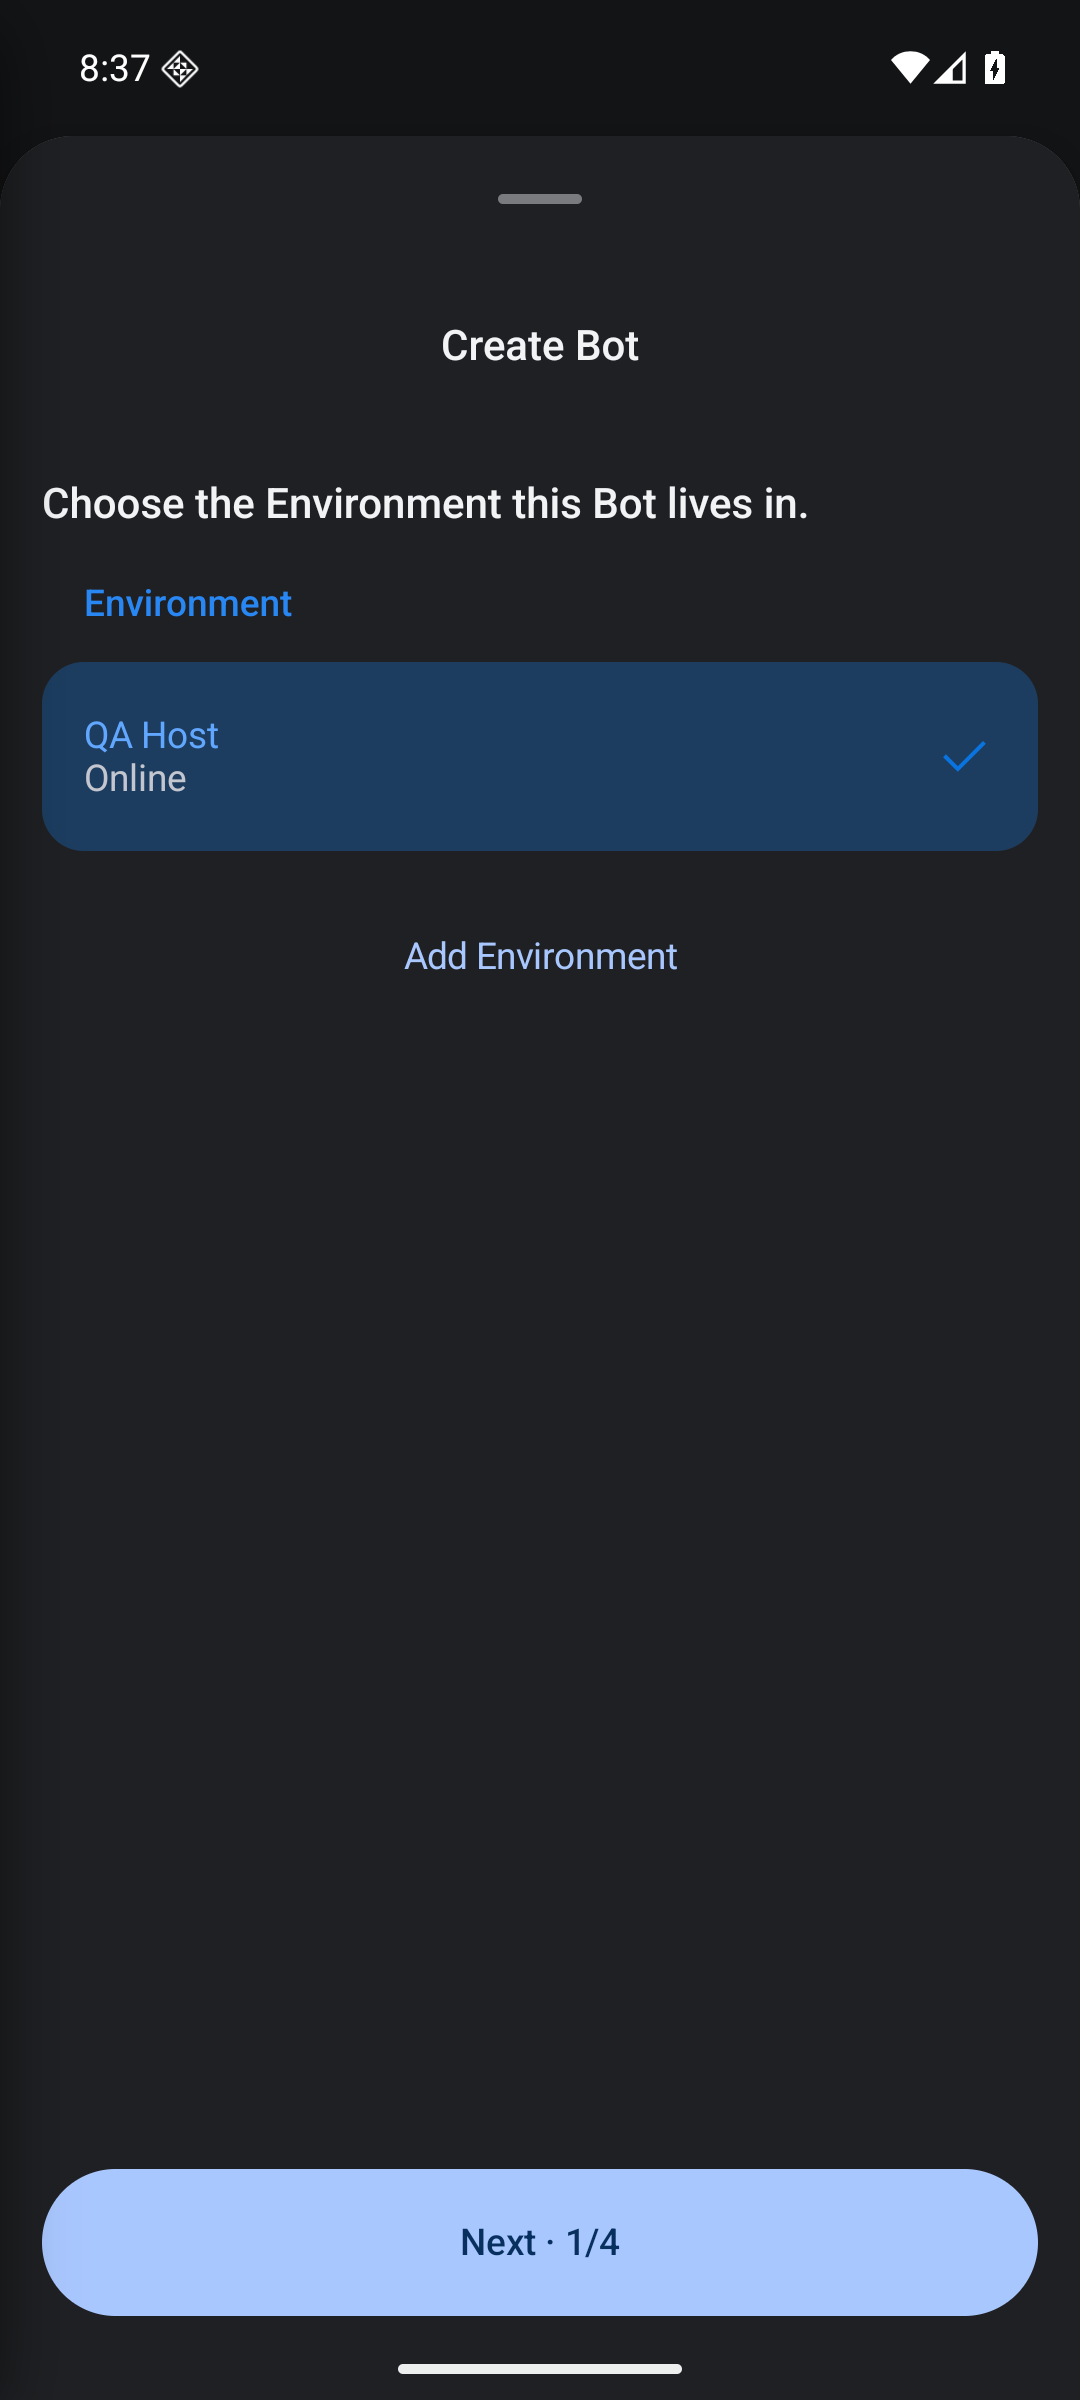 8:37
Create Bot
Choose the Environment this Bot lives in.
Environment
QA Host
Online
Add Environment
Next · 1/4